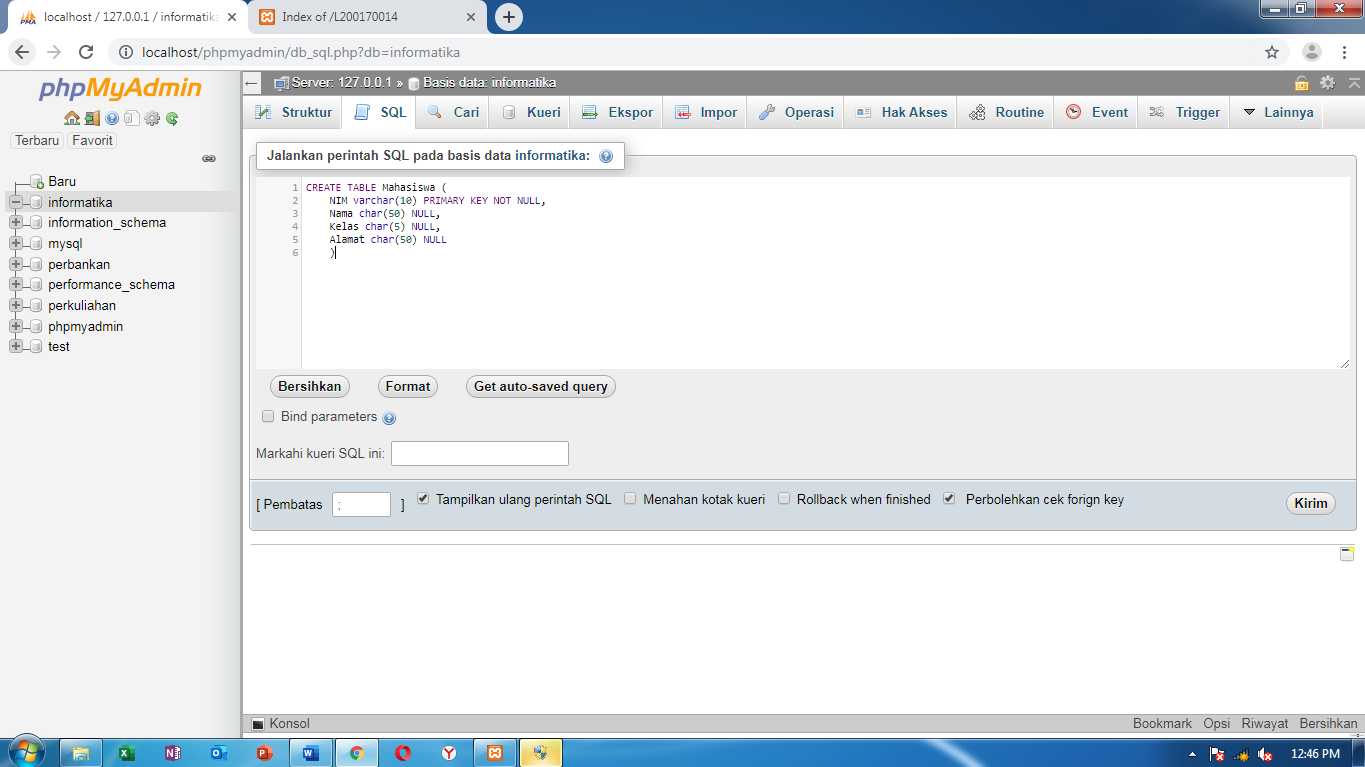 localhost / 127.0.0.1 / informatika
Index of /L200170014
localhost/phpmyadmin/db_sql.php?db=informatika
phpMyAdmin
Terbaru Favorit
Baru
informatika
information_schema
mysql
perbankan
performance_schema
perkuliahan
phpmyadmin
test
Server: 127.0.0.1 » Basis data: informatika
Struktur SQL Cari Kueri Ekspor Impor Operasi Hak Akses Routine Event Trigger Lainnya
Jalankan perintah SQL pada basis data informatika:
1 CREATE TABLE Mahasiswa (
2 NIM varchar(10) PRIMARY KEY NOT NULL,
3 Nama char(50) NULL,
4 Kelas char(5) NULL,
5 Alamat char(50) NULL
6 )
Bersihkan Format Get auto-saved query
Bind parameters
Markahi kueri SQL ini:
[ Pembatas ; ] Tampilkan ulang perintah SQL Menahan kotak kueri Rollback when finished Perbolehkan cek forign key Kirim
Konsol Bookmark Opsi Riwayat Bersihkan
12:46 PM